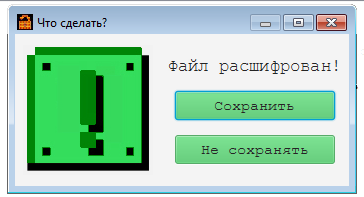 Что сделать?
Файл расшифрован!
Сохранить
Не сохранять